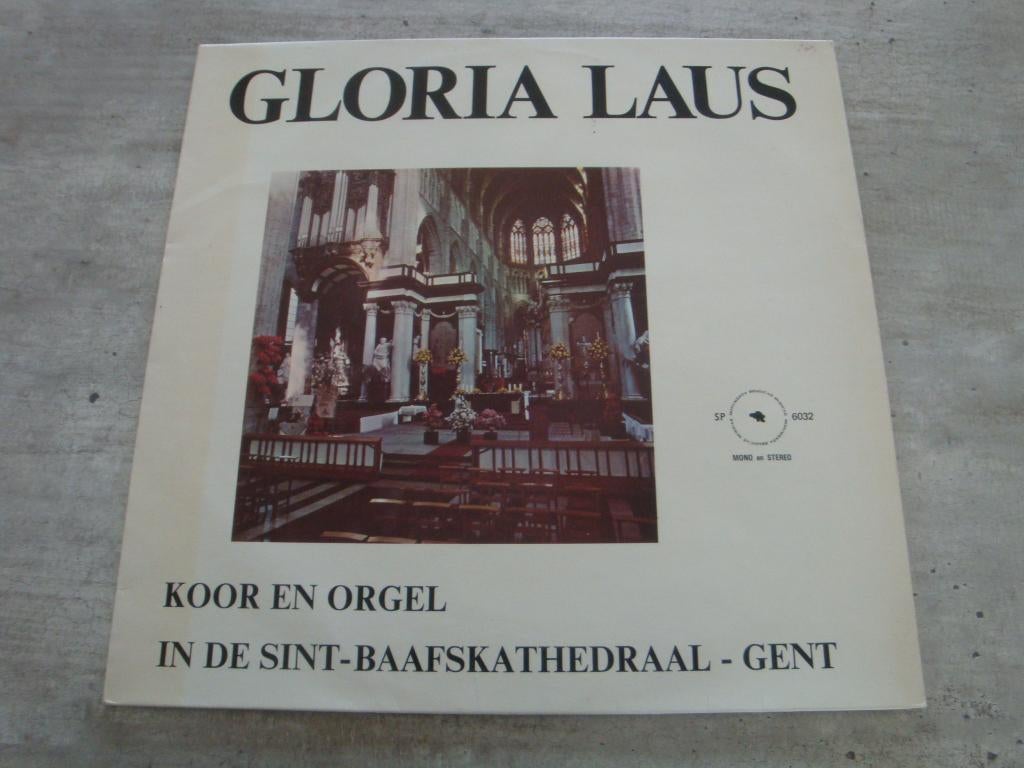 GLORIA LAUS
SP 6032
MONO en STEREO
KOOR EN ORGEL
IN DE SINT-BAAFSKATHEDRAAL - GENT